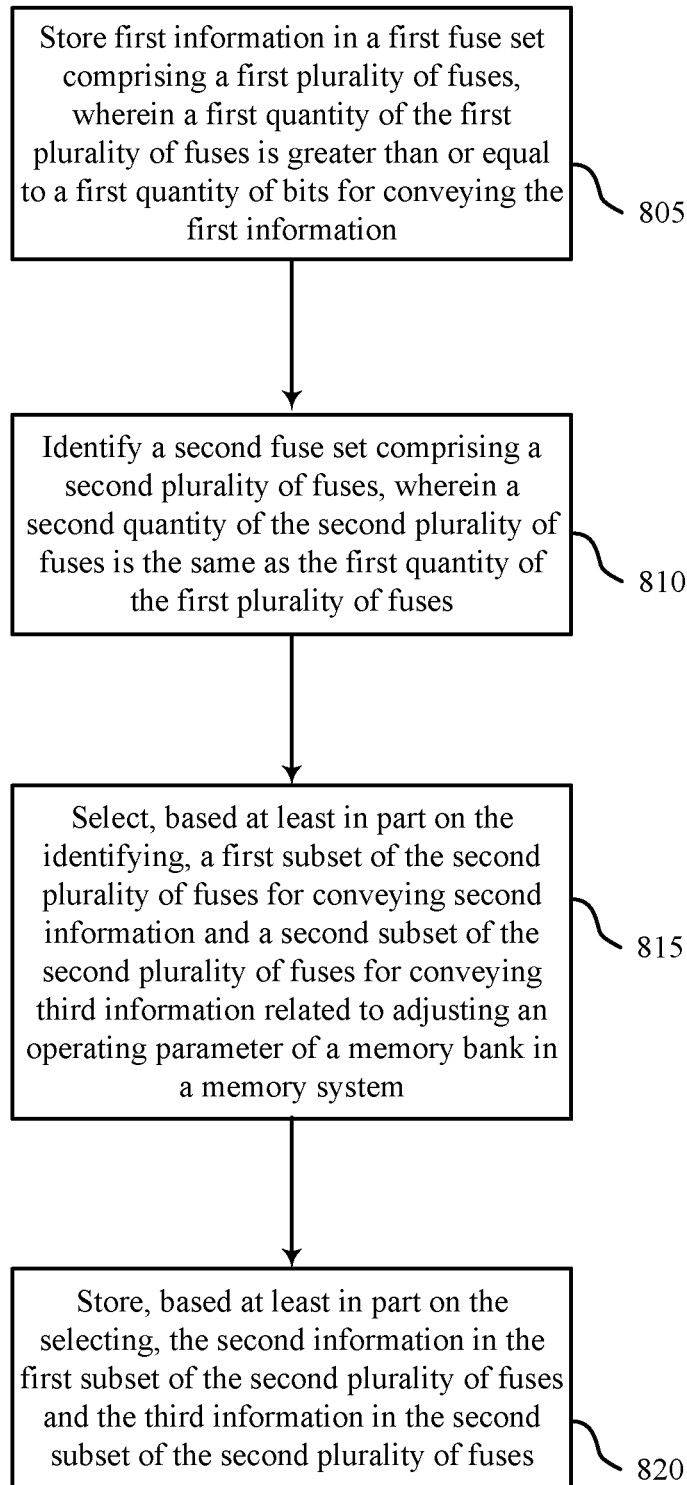 Store first information in a first fuse set
comprising a first plurality of fuses,
wherein a first quantity of the first
plurality of fuses is greater than or equal
to a first quantity of bits for conveying the
first information
805
Identify a second fuse set comprising a
second plurality of fuses, wherein a
second quantity of the second plurality of
fuses is the same as the first quantity of
the first plurality of fuses
810
Select, based at least in part on the
identifying, a first subset of the second
plurality of fuses for conveying second
information and a second subset of the
second plurality of fuses for conveying
third information related to adjusting an
operating parameter of a memory bank in
a memory system
815
Store, based at least in part on the
selecting, the second information in the
first subset of the second plurality of fuses
and the third information in the second
subset of the second plurality of fuses
820